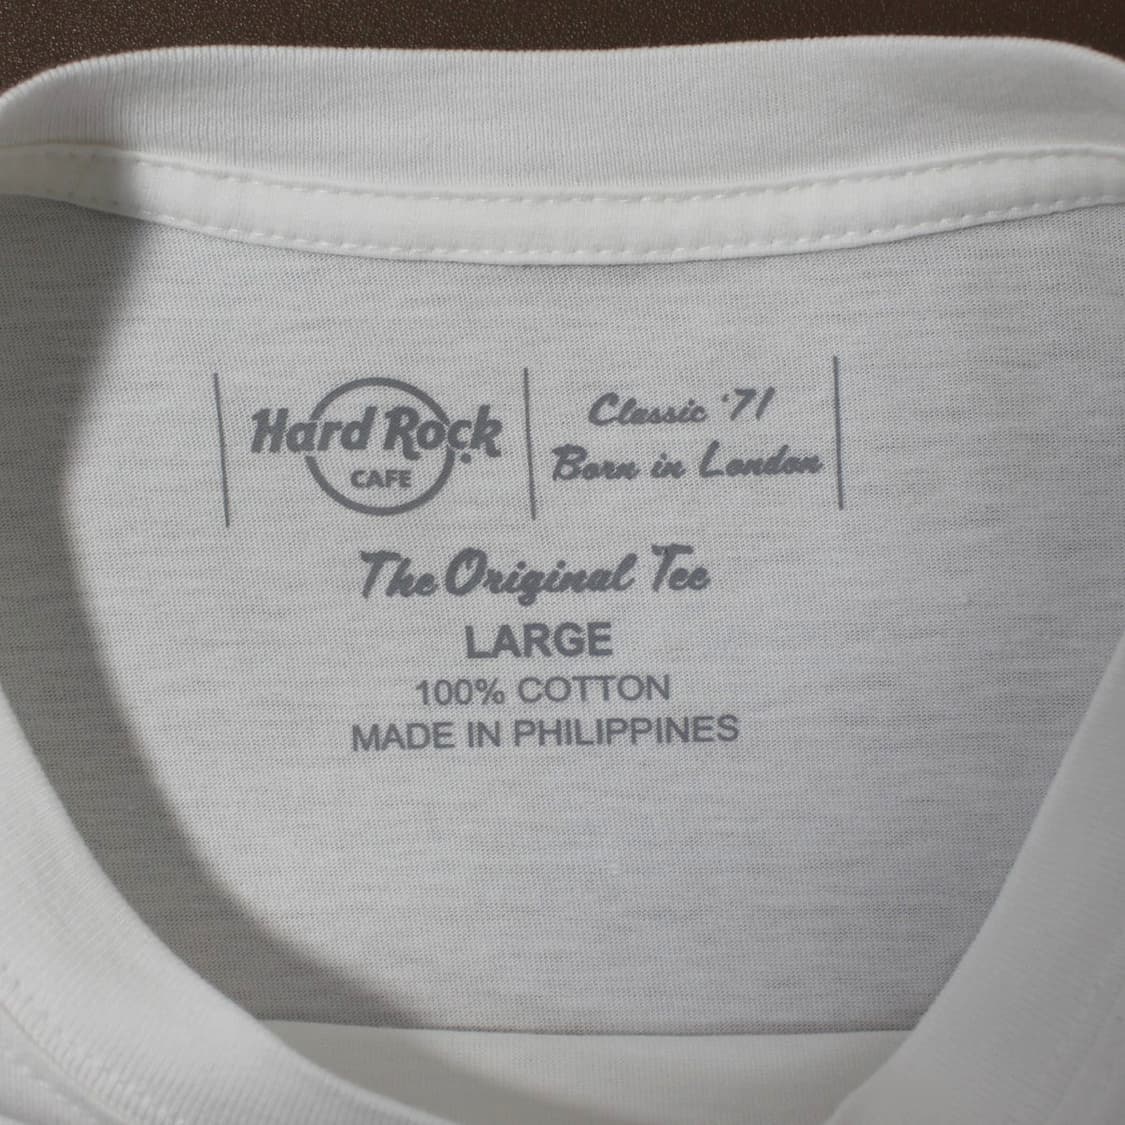 Hard Rock
CAFE
Classic '71
Born in London
The Original Tee
LARGE
100% COTTON
MADE IN PHILIPPINES